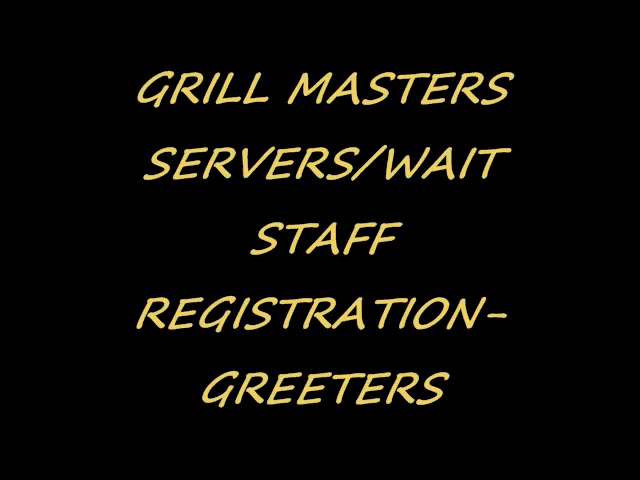 GRILL MASTERS
SERVERS/WAIT
STAFF
REGISTRATION-
GREETERS